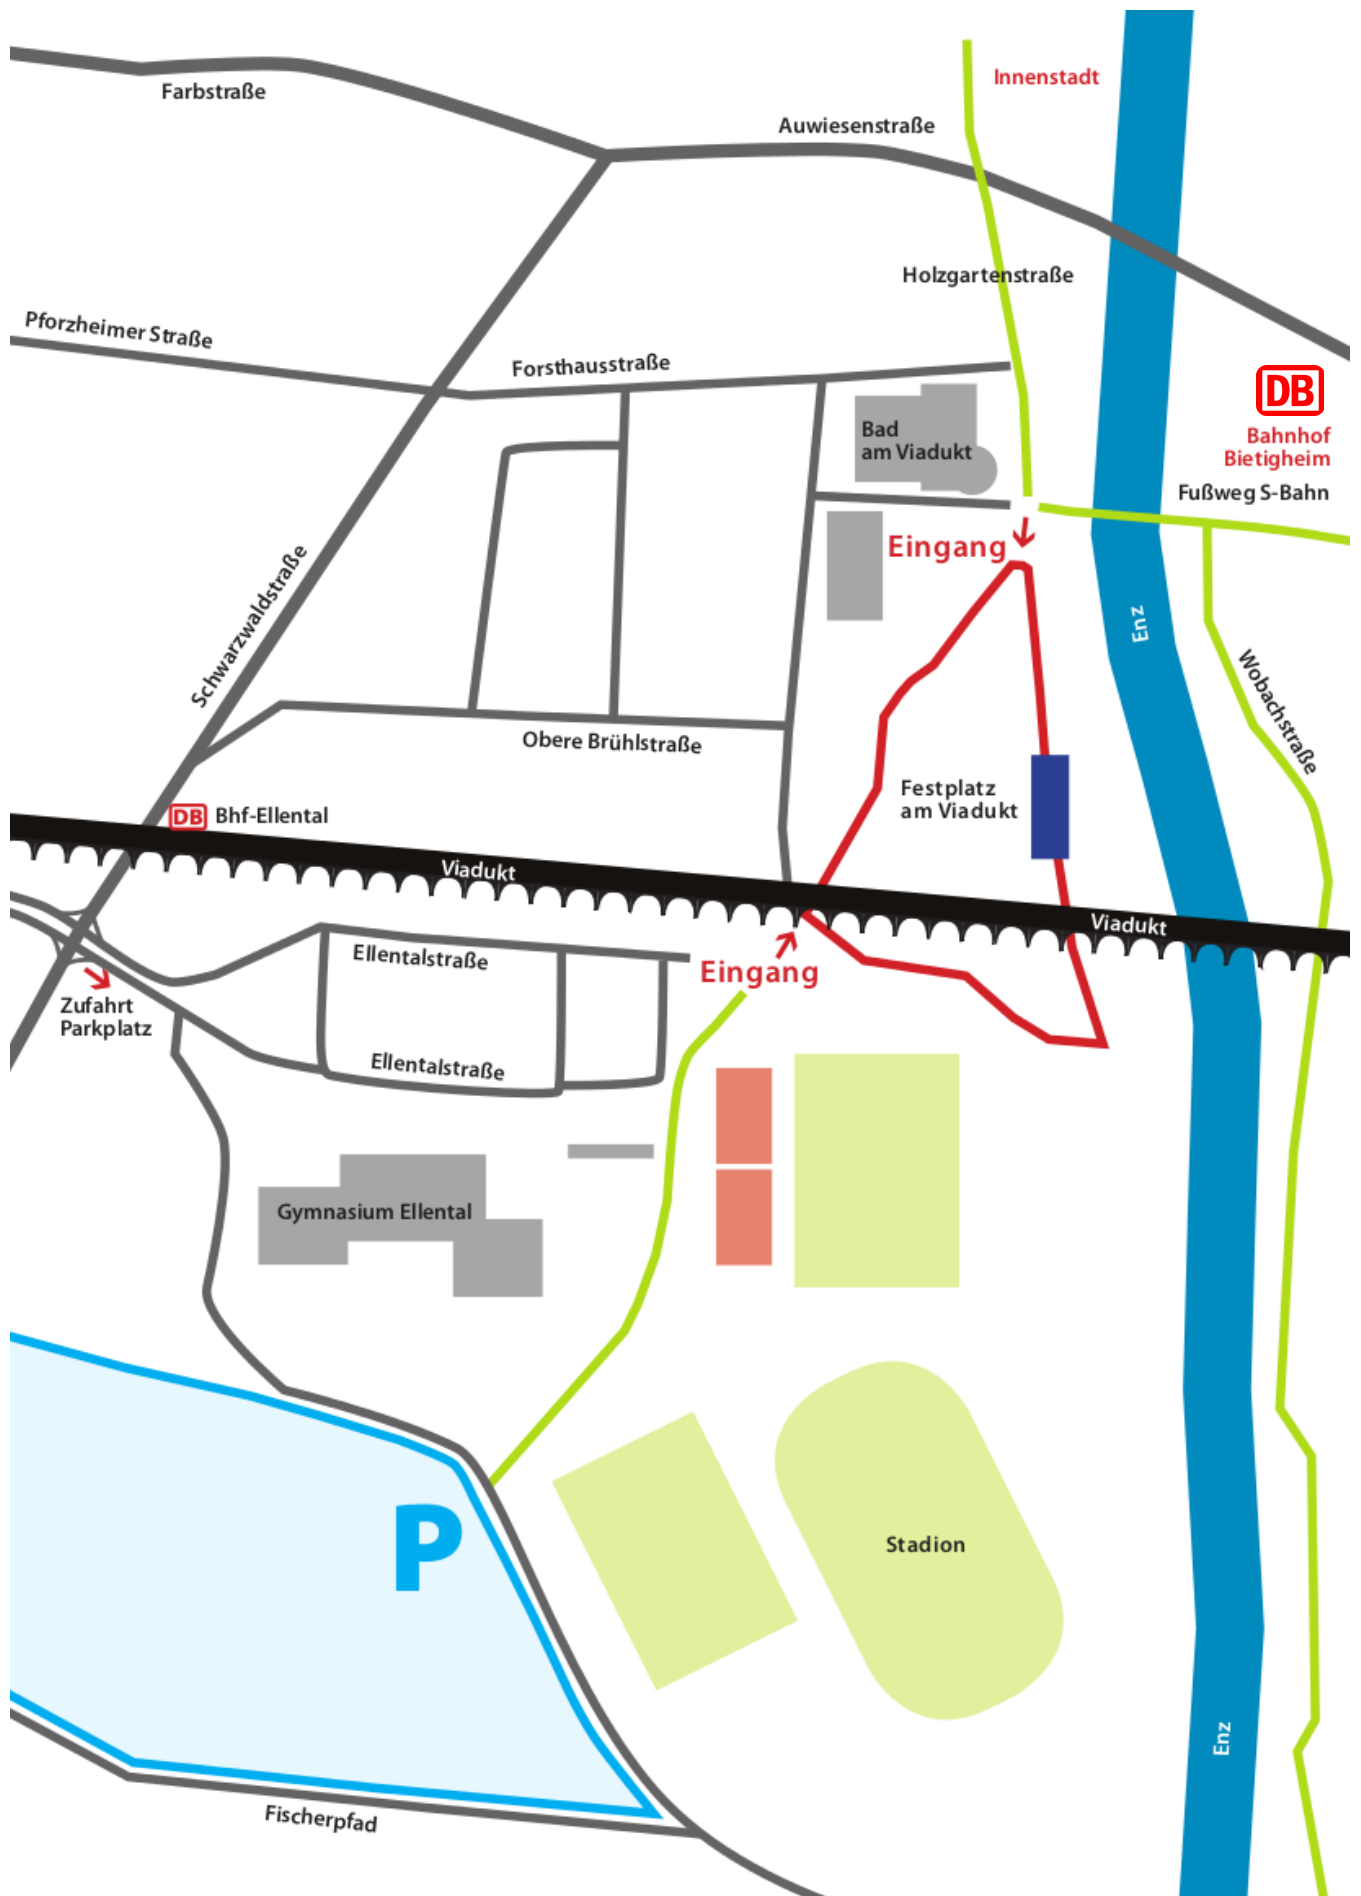 Innenstadt
Farbstraße
Auwiesenstraße
Holzgartenstraße
Pforzheimer Straße
Forsthausstraße
DB
Bahnhof
Bietigheim
Fußweg S-Bahn
Bad
am Viadukt
Eingang
Schwarzwaldstraße
Enz
Wobachstraße
Obere Brühlstraße
Festplatz
am Viadukt
DB Bhf-Ellental
Viadukt
Viadukt
Ellentalstraße
Eingang
Zufahrt
Parkplatz
Ellentalstraße
Gymnasium Ellental
P
Stadion
Enz
Fischerpfad